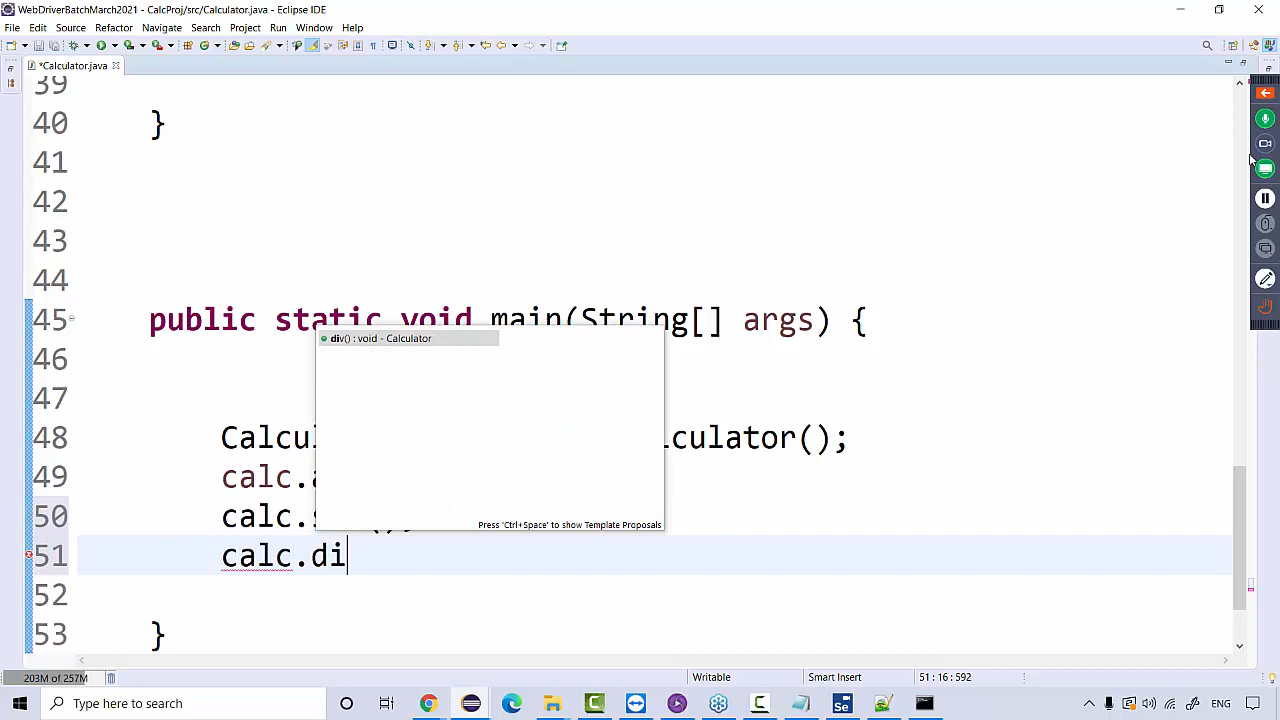 WebDriverBatchMarch2021 - CalcProj/src/Calculator.java - Eclipse IDE
File Edit Source Refactor Navigate Search Project Run Window Help
*Calculator.java
39
40 }
41
42
43
44
45 public static void main(String[] args) {
div() : void - Calculator
46
47
48 Calcu lculator();
49 calc.a
50 calc.s ();
Press 'Ctrl+Space' to show Template Proposals
51 calc.di
52
53 }
203M of 257M Writable Smart Insert 51 : 16 : 592
Type here to search Se ENG